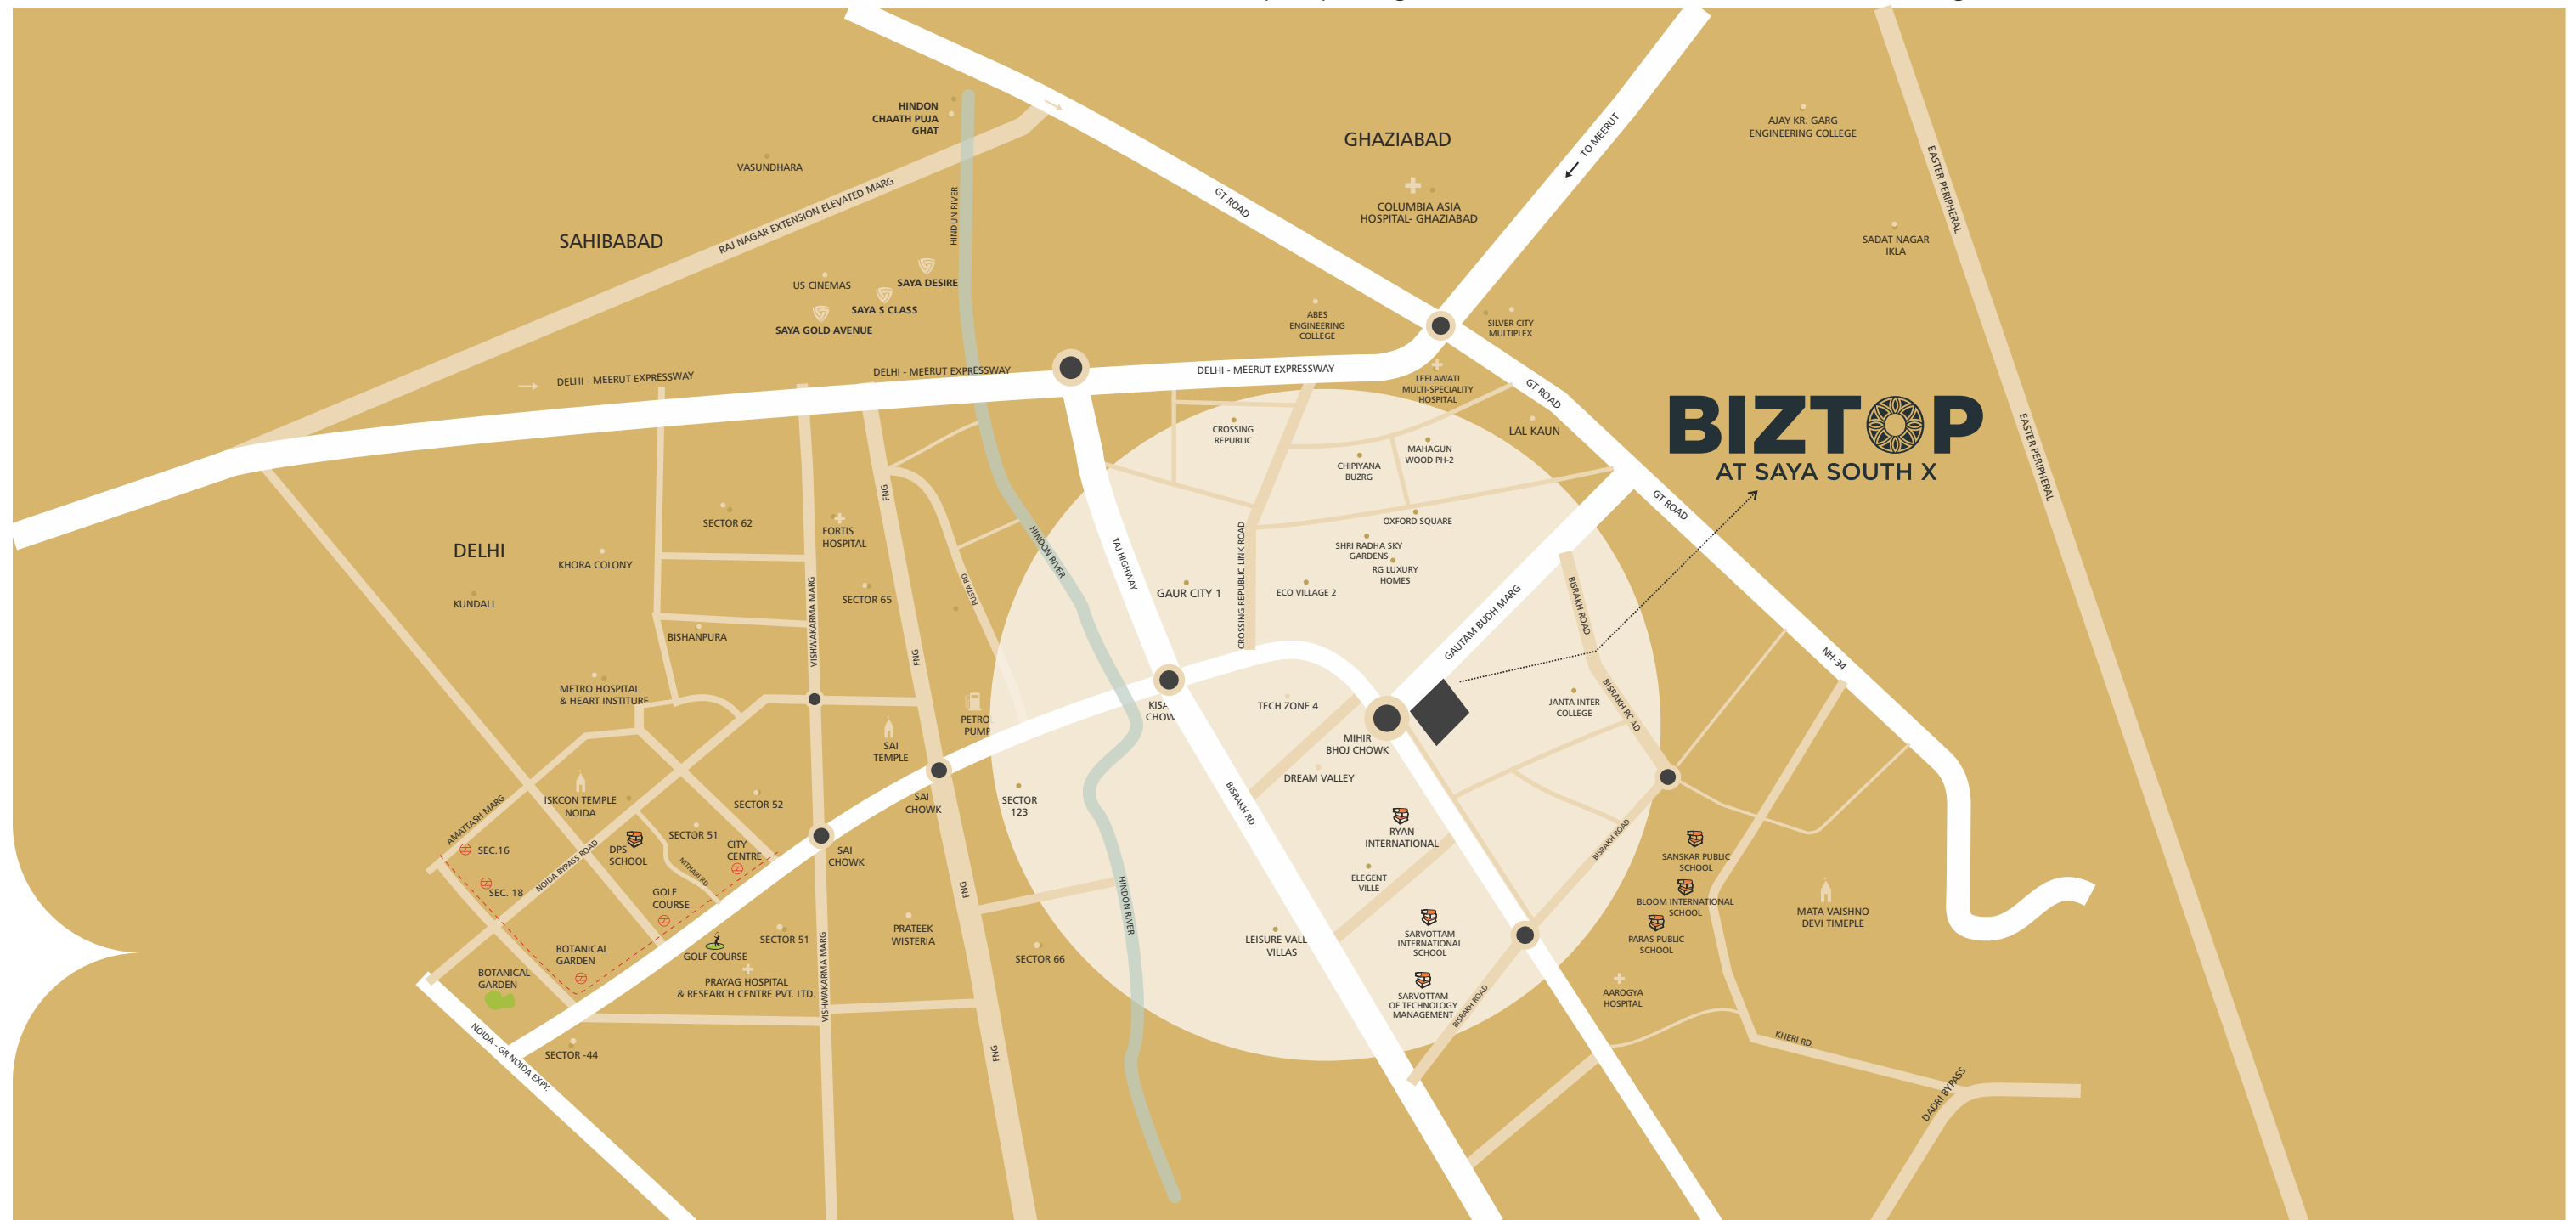 HINDON
CHAATH PUJA
GHAT
VASUNDHARA
RAJ NAGAR EXTENSION ELEVATED MARG
HINDUN RIVER
SAHIBABAD
US CINEMAS
SAYA DESIRE
SAYA S CLASS
SAYA GOLD AVENUE
GHAZIABAD
GT ROAD
TO MEERUT
COLUMBIA ASIA
HOSPITAL- GHAZIABAD
AJAY KR. GARG
ENGINEERING COLLEGE
EASTER PERIPHERAL
SADAT NAGAR
IKLA
ABES
ENGINEERING
COLLEGE
SILVER CITY
MULTIPLEX
DELHI - MEERUT EXPRESSWAY
DELHI - MEERUT EXPRESSWAY
DELHI - MEERUT EXPRESSWAY
LEELAWATI
MULTI-SPECIALITY
HOSPITAL
GT ROAD
LAL KAUN
BIZTOP
AT SAYA SOUTH X
EASTER PERIPHERAL
GT ROAD
CROSSING
REPUBLIC
MAHAGUN
WOOD PH-2
CHIPIYANA
BUZRG
OXFORD SQUARE
SHRI RADHA SKY
GARDENS
RG LUXURY
HOMES
ECO VILLAGE 2
GAUR CITY 1
CROSSING REPUBLIC LINK ROAD
TAJ HIGHWAY
HINDON RIVER
FNG
PUSTA RD
SECTOR 62
FORTIS
HOSPITAL
DELHI
KHORA COLONY
KUNDALI
SECTOR 65
BISHANPURA
VISHWAKARMA MARG
FNG
METRO HOSPITAL
& HEART INSTITURE
GAUTAM BUDH MARG
BISRAKH ROAD
NH-34
KISA
CHOW
TECH ZONE 4
MIHIR
BHOJ CHOWK
JANTA INTER
COLLEGE
BISRAKH ROAD
PETRO
PUMP
SAI
TEMPLE
SAI
CHOWK
SECTOR
123
DREAM VALLEY
BISRAKH RD
ISKCON TEMPLE
NOIDA
SECTOR 52
AMATTASH MARG
SECTOR 51
SEC.16
DPS
SCHOOL
CITY
CENTRE
SAI
CHOWK
NOIDA BYPASS ROAD
NITHARI RD
SEC. 18
GOLF
COURSE
RYAN
INTERNATIONAL
ELEGENT
VILLE
BISRAKH ROAD
SANSKAR PUBLIC
SCHOOL
BLOOM INTERNATIONAL
SCHOOL
PARAS PUBLIC
SCHOOL
MATA VAISHNO
DEVI TIMEPLE
FNG
HINDON RIVER
PRATEEK
WISTERIA
SECTOR 51
VISHWAKARMA MARG
SECTOR 66
LEISURE VALL
VILLAS
SARVOTTAM
INTERNATIONAL
SCHOOL
BOTANICAL
GARDEN
GOLF COURSE
BOTANICAL
GARDEN
PRAYAG HOSPITAL
& RESEARCH CENTRE PVT. LTD.
SARVOTTAM
OF TECHNOLOGY
MANAGEMENT
BISRAKH ROAD
AAROGYA
HOSPITAL
NOIDA - GR NOIDA EXPY.
SECTOR -44
FNG
KHERI RD.
DADRI BYPASS